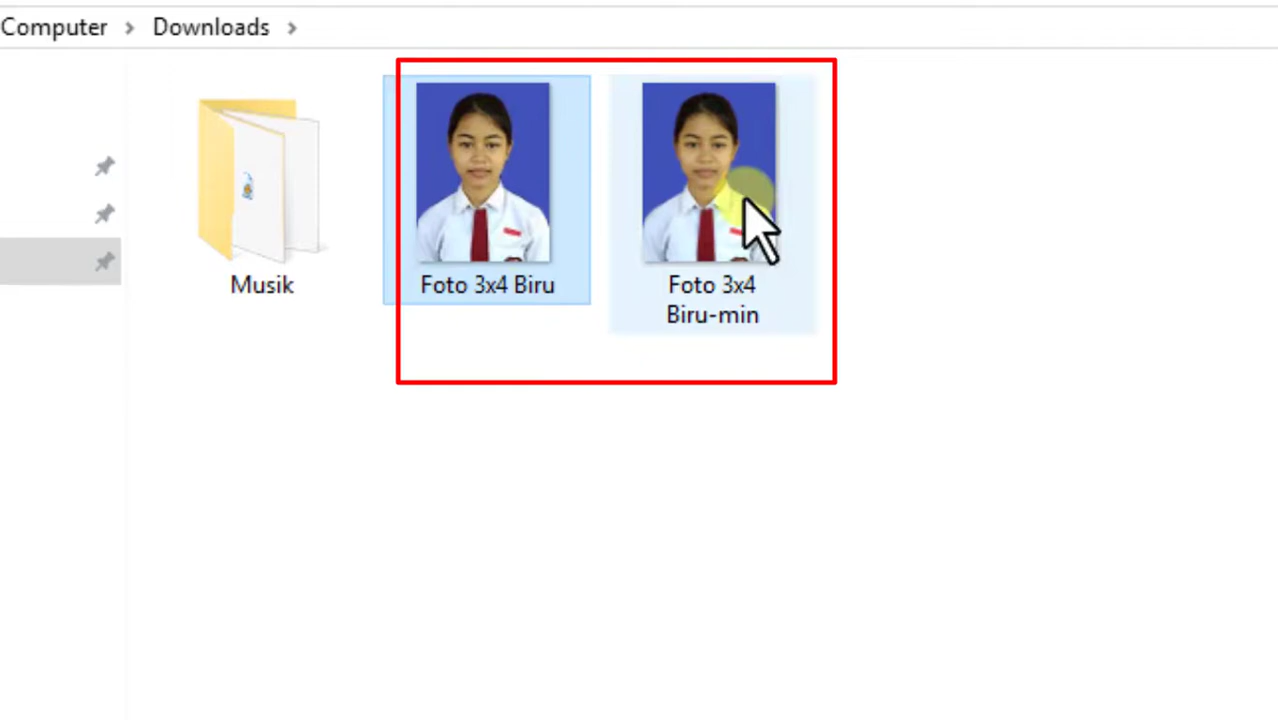 Computer > Downloads >
Musik
Foto 3x4 Biru
Foto 3x4
Biru-min